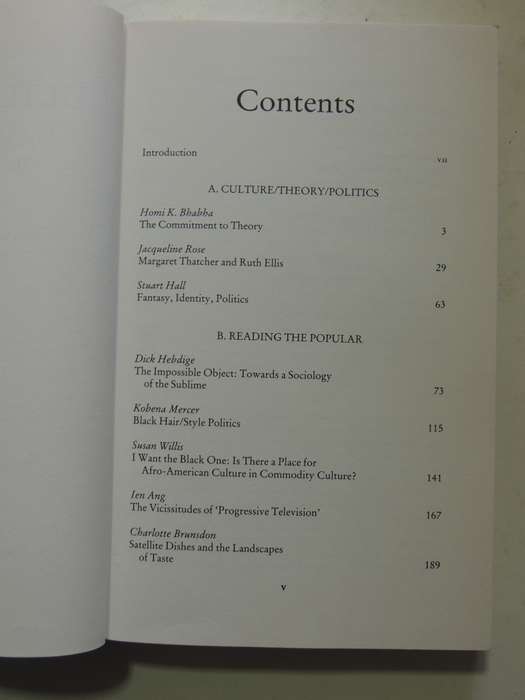 Contents
Introduction vii
A. CULTURE/THEORY/POLITICS
Homi K. Bhabha
The Commitment to Theory 3
Jacqueline Rose
Margaret Thatcher and Ruth Ellis 29
Stuart Hall
Fantasy, Identity, Politics 63
B. READING THE POPULAR
Dick Hebdige
The Impossible Object: Towards a Sociology
of the Sublime 73
Kobena Mercer
Black Hair/Style Politics 115
Susan Willis
I Want the Black One: Is There a Place for
Afro-American Culture in Commodity Culture? 141
Ien Ang
The Vicissitudes of 'Progressive Television' 167
Charlotte Brunsdon
Satellite Dishes and the Landscapes
of Taste 189
v